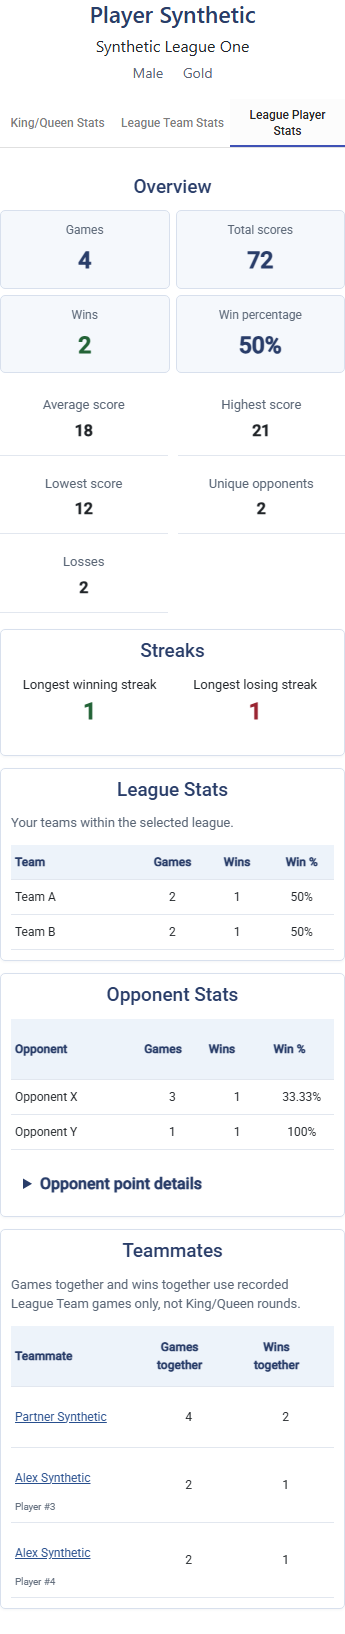 Player Synthetic
Synthetic League One
Male Gold
King/Queen Stats League Team Stats League Player Stats
Overview
Games Total scores
4 72
Wins Win percentage
2 50%
Average score Highest score
18 21
Lowest score Unique opponents
12 2
Losses
2
Streaks
Longest winning streak Longest losing streak
1 1
League Stats
Your teams within the selected league.
Team Games Wins Win %
Team A 2 1 50%
Team B 2 1 50%
Opponent Stats
Opponent Games Wins Win %
Opponent X 3 1 33.33%
Opponent Y 1 1 100%
Opponent point details
Teammates
Games together and wins together use recorded
League Team games only, not King/Queen rounds.
Teammate Games together Wins together
Partner Synthetic 4 2
Alex Synthetic 2 1
Player #3
Alex Synthetic 2 1
Player #4